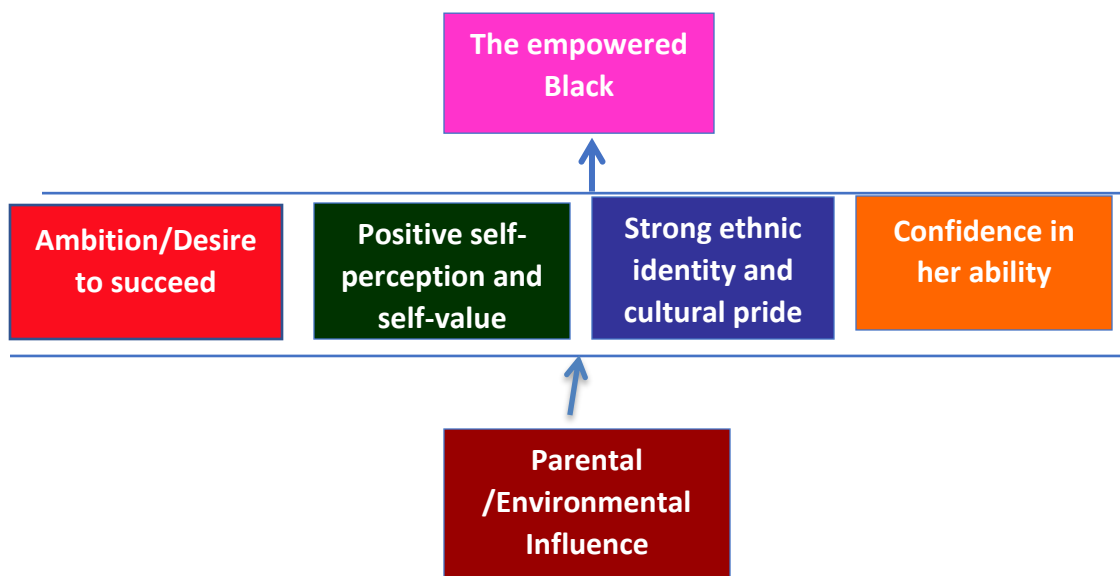 The empowered
Black
Ambition/Desire
to succeed
Positive self-
perception and
self-value
Strong ethnic
identity and
cultural pride
Confidence in
her ability
Parental
/Environmental
Influence